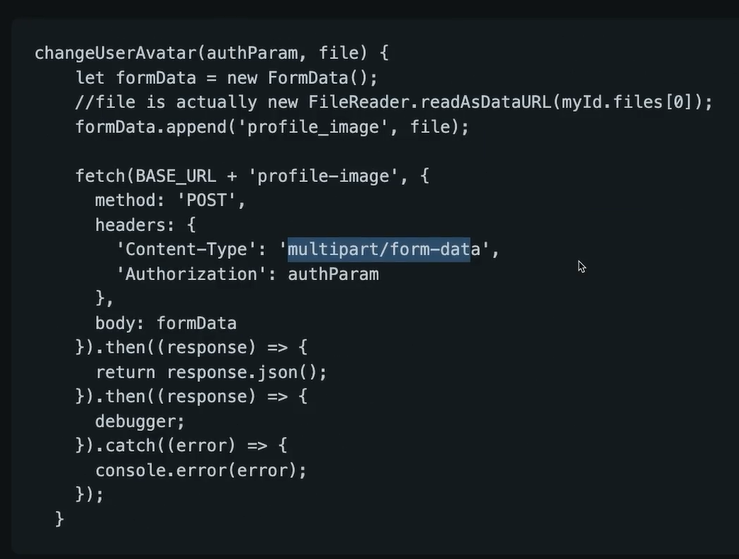 changeUserAvatar(authParam, file) {
let formData = new FormData();
//file is actually new FileReader.readAsDataURL(myId.files[0]);
formData.append('profile_image', file);
fetch(BASE_URL + 'profile-image', {
method: 'POST',
headers: {
'Content-Type': 'multipart/form-data',
'Authorization': authParam
},
body: formData
}).then((response) => {
return response.json();
}).then((response) => {
debugger;
}).catch((error) => {
console.error(error);
});
}